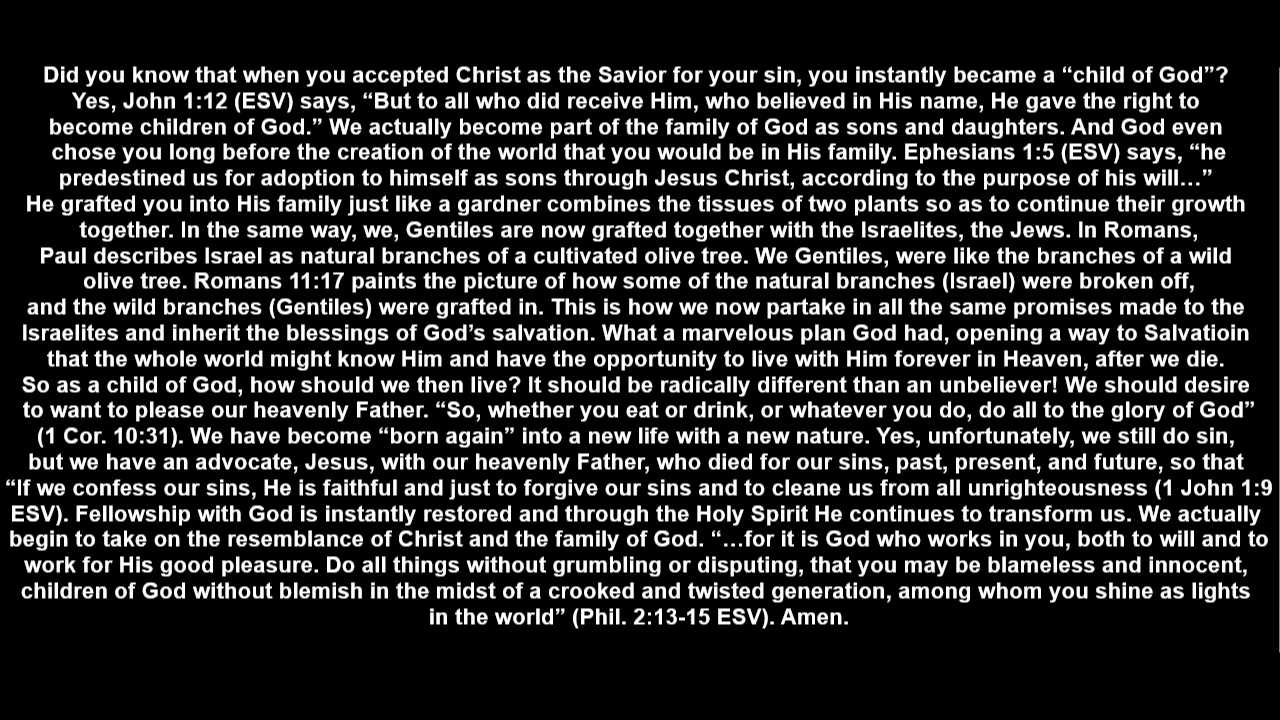 Did you know that when you accepted Christ as the Savior for your sin, you instantly became a “child of God”?
Yes, John 1:12 (ESV) says, “But to all who did receive Him, who believed in His name, He gave the right to
become children of God.” We actually become part of the family of God as sons and daughters. And God even
chose you long before the creation of the world that you would be in His family. Ephesians 1:5 (ESV) says, “he
predestined us for adoption to himself as sons through Jesus Christ, according to the purpose of his will…”
He grafted you into His family just like a gardner combines the tissues of two plants so as to continue their growth
together. In the same way, we, Gentiles are now grafted together with the Israelites, the Jews. In Romans,
Paul describes Israel as natural branches of a cultivated olive tree. We Gentiles, were like the branches of a wild
olive tree. Romans 11:17 paints the picture of how some of the natural branches (Israel) were broken off,
and the wild branches (Gentiles) were grafted in. This is how we now partake in all the same promises made to the
Israelites and inherit the blessings of God’s salvation. What a marvelous plan God had, opening a way to Salvatioin
that the whole world might know Him and have the opportunity to live with Him forever in Heaven, after we die.
So as a child of God, how should we then live? It should be radically different than an unbeliever! We should desire
to want to please our heavenly Father. “So, whether you eat or drink, or whatever you do, do all to the glory of God”
(1 Cor. 10:31). We have become “born again” into a new life with a new nature. Yes, unfortunately, we still do sin,
but we have an advocate, Jesus, with our heavenly Father, who died for our sins, past, present, and future, so that
“If we confess our sins, He is faithful and just to forgive our sins and to cleane us from all unrighteousness (1 John 1:9
ESV). Fellowship with God is instantly restored and through the Holy Spirit He continues to transform us. We actually
begin to take on the resemblance of Christ and the family of God. “…for it is God who works in you, both to will and to
work for His good pleasure. Do all things without grumbling or disputing, that you may be blameless and innocent,
children of God without blemish in the midst of a crooked and twisted generation, among whom you shine as lights
in the world” (Phil. 2:13-15 ESV). Amen.